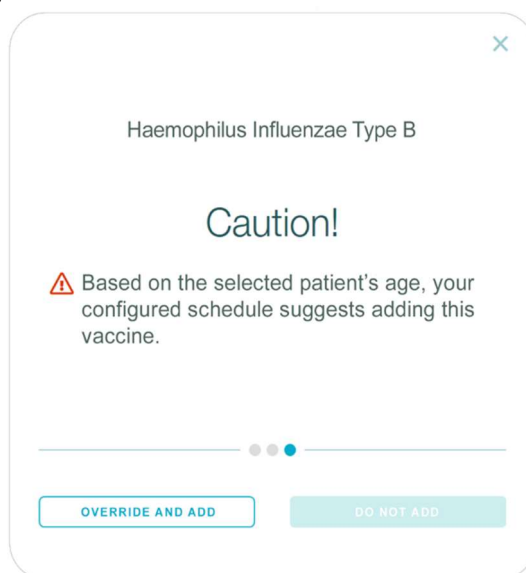 Haemophilus Influenzae Type B
Caution!
Based on the selected patient's age, your
configured schedule suggests adding this
vaccine.
OVERRIDE AND ADD
DO NOT ADD